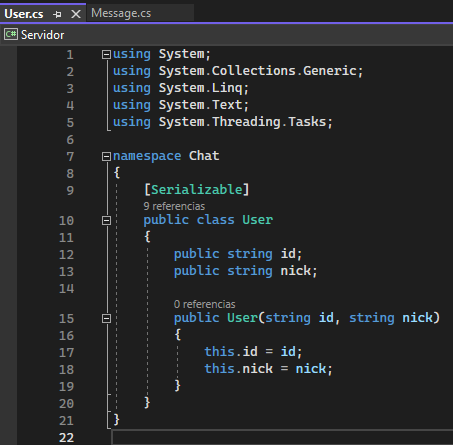 User.cs Message.cs
C# Servidor
1 using System;
2 using System.Collections.Generic;
3 using System.Linq;
4 using System.Text;
5 using System.Threading.Tasks;
6
7 namespace Chat
8 {
9 [Serializable]
9 referencias
10 public class User
11 {
12 public string id;
13 public string nick;
14
0 referencias
15 public User(string id, string nick)
16 {
17 this.id = id;
18 this.nick = nick;
19 }
20 }
21 }
22